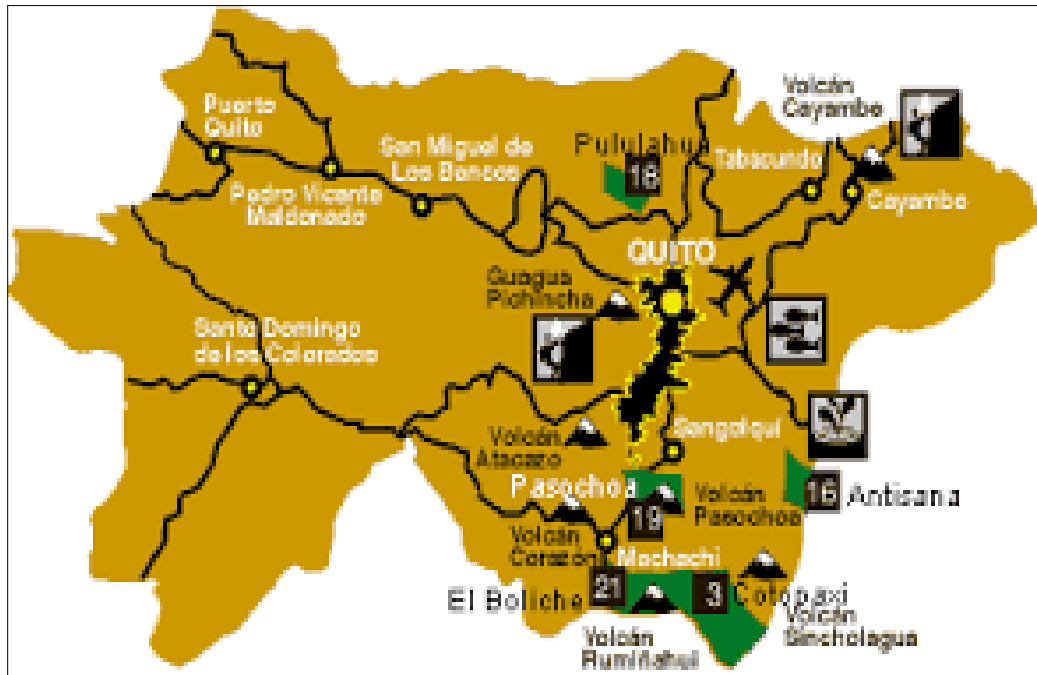 Volcán
Cayambe
Puerto
Quito
San Miguel de
Los Bancos
Pululahua
18
Tabacundo
Pedro Vicente
Maldonado
Cayambe
QUITO
Guagua
Pichincha
Santo Domingo
de los Colorados
Volcán
Atacazo
Sangolquí
Pasochoa
19
Volcán
Pasochoa
16
Antisana
Volcán
Corazón
Machachi
El Boliche
21
3
Cotopaxi
Volcán
Sincholagua
Volcán
Rumiñahui